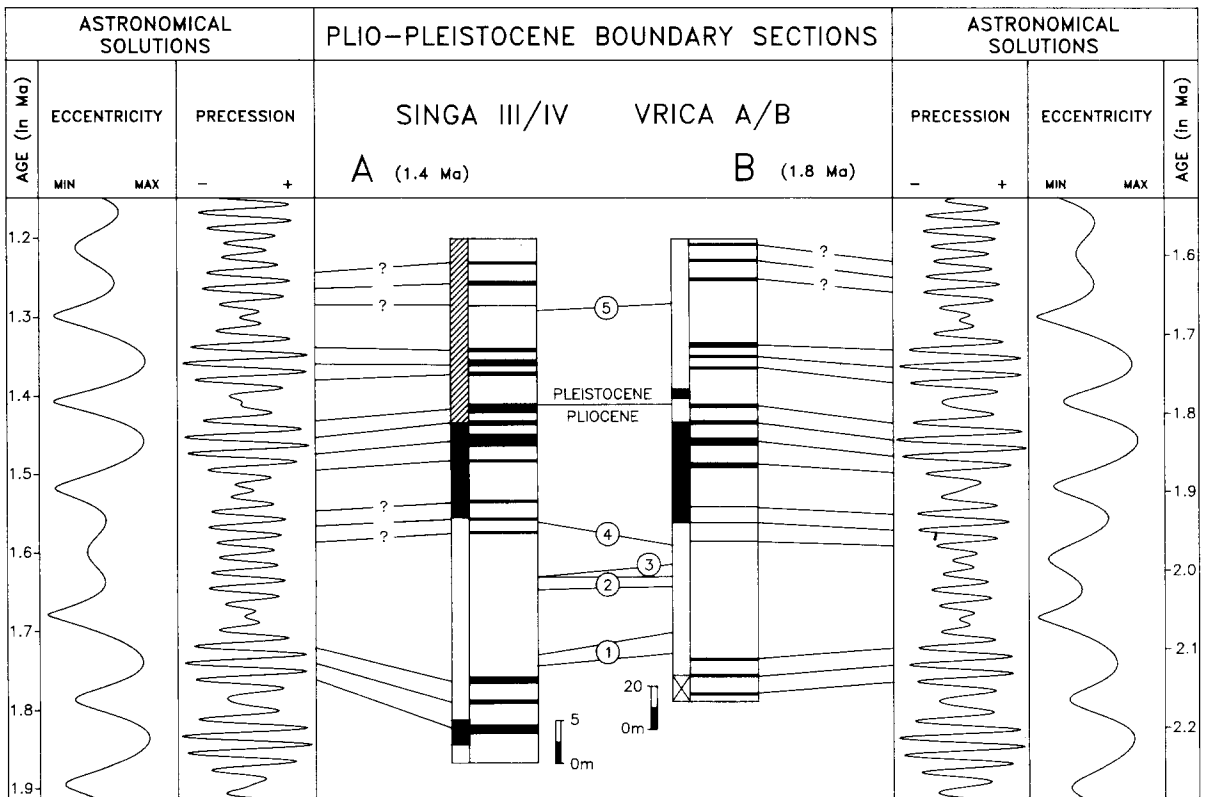 ASTRONOMICAL
SOLUTIONS
PLIO-PLEISTOCENE BOUNDARY SECTIONS
ASTRONOMICAL
SOLUTIONS
AGE (In Ma)
ECCENTRICITY
MIN MAX
PRECESSION
- +
SINGA III/IV
A (1.4 Ma)
VRICA A/B
B (1.8 Ma)
PRECESSION
- +
ECCENTRICITY
MIN MAX
AGE (in Ma)
1.2
1.3
1.4
1.5
1.6
1.7
1.8
1.9
?
?
?
?
5
PLEISTOCENE
PLIOCENE
4
3
2
1
5
0m
20
0m
?
?
1.6
1.7
1.8
1.9
2.0
2.1
2.2